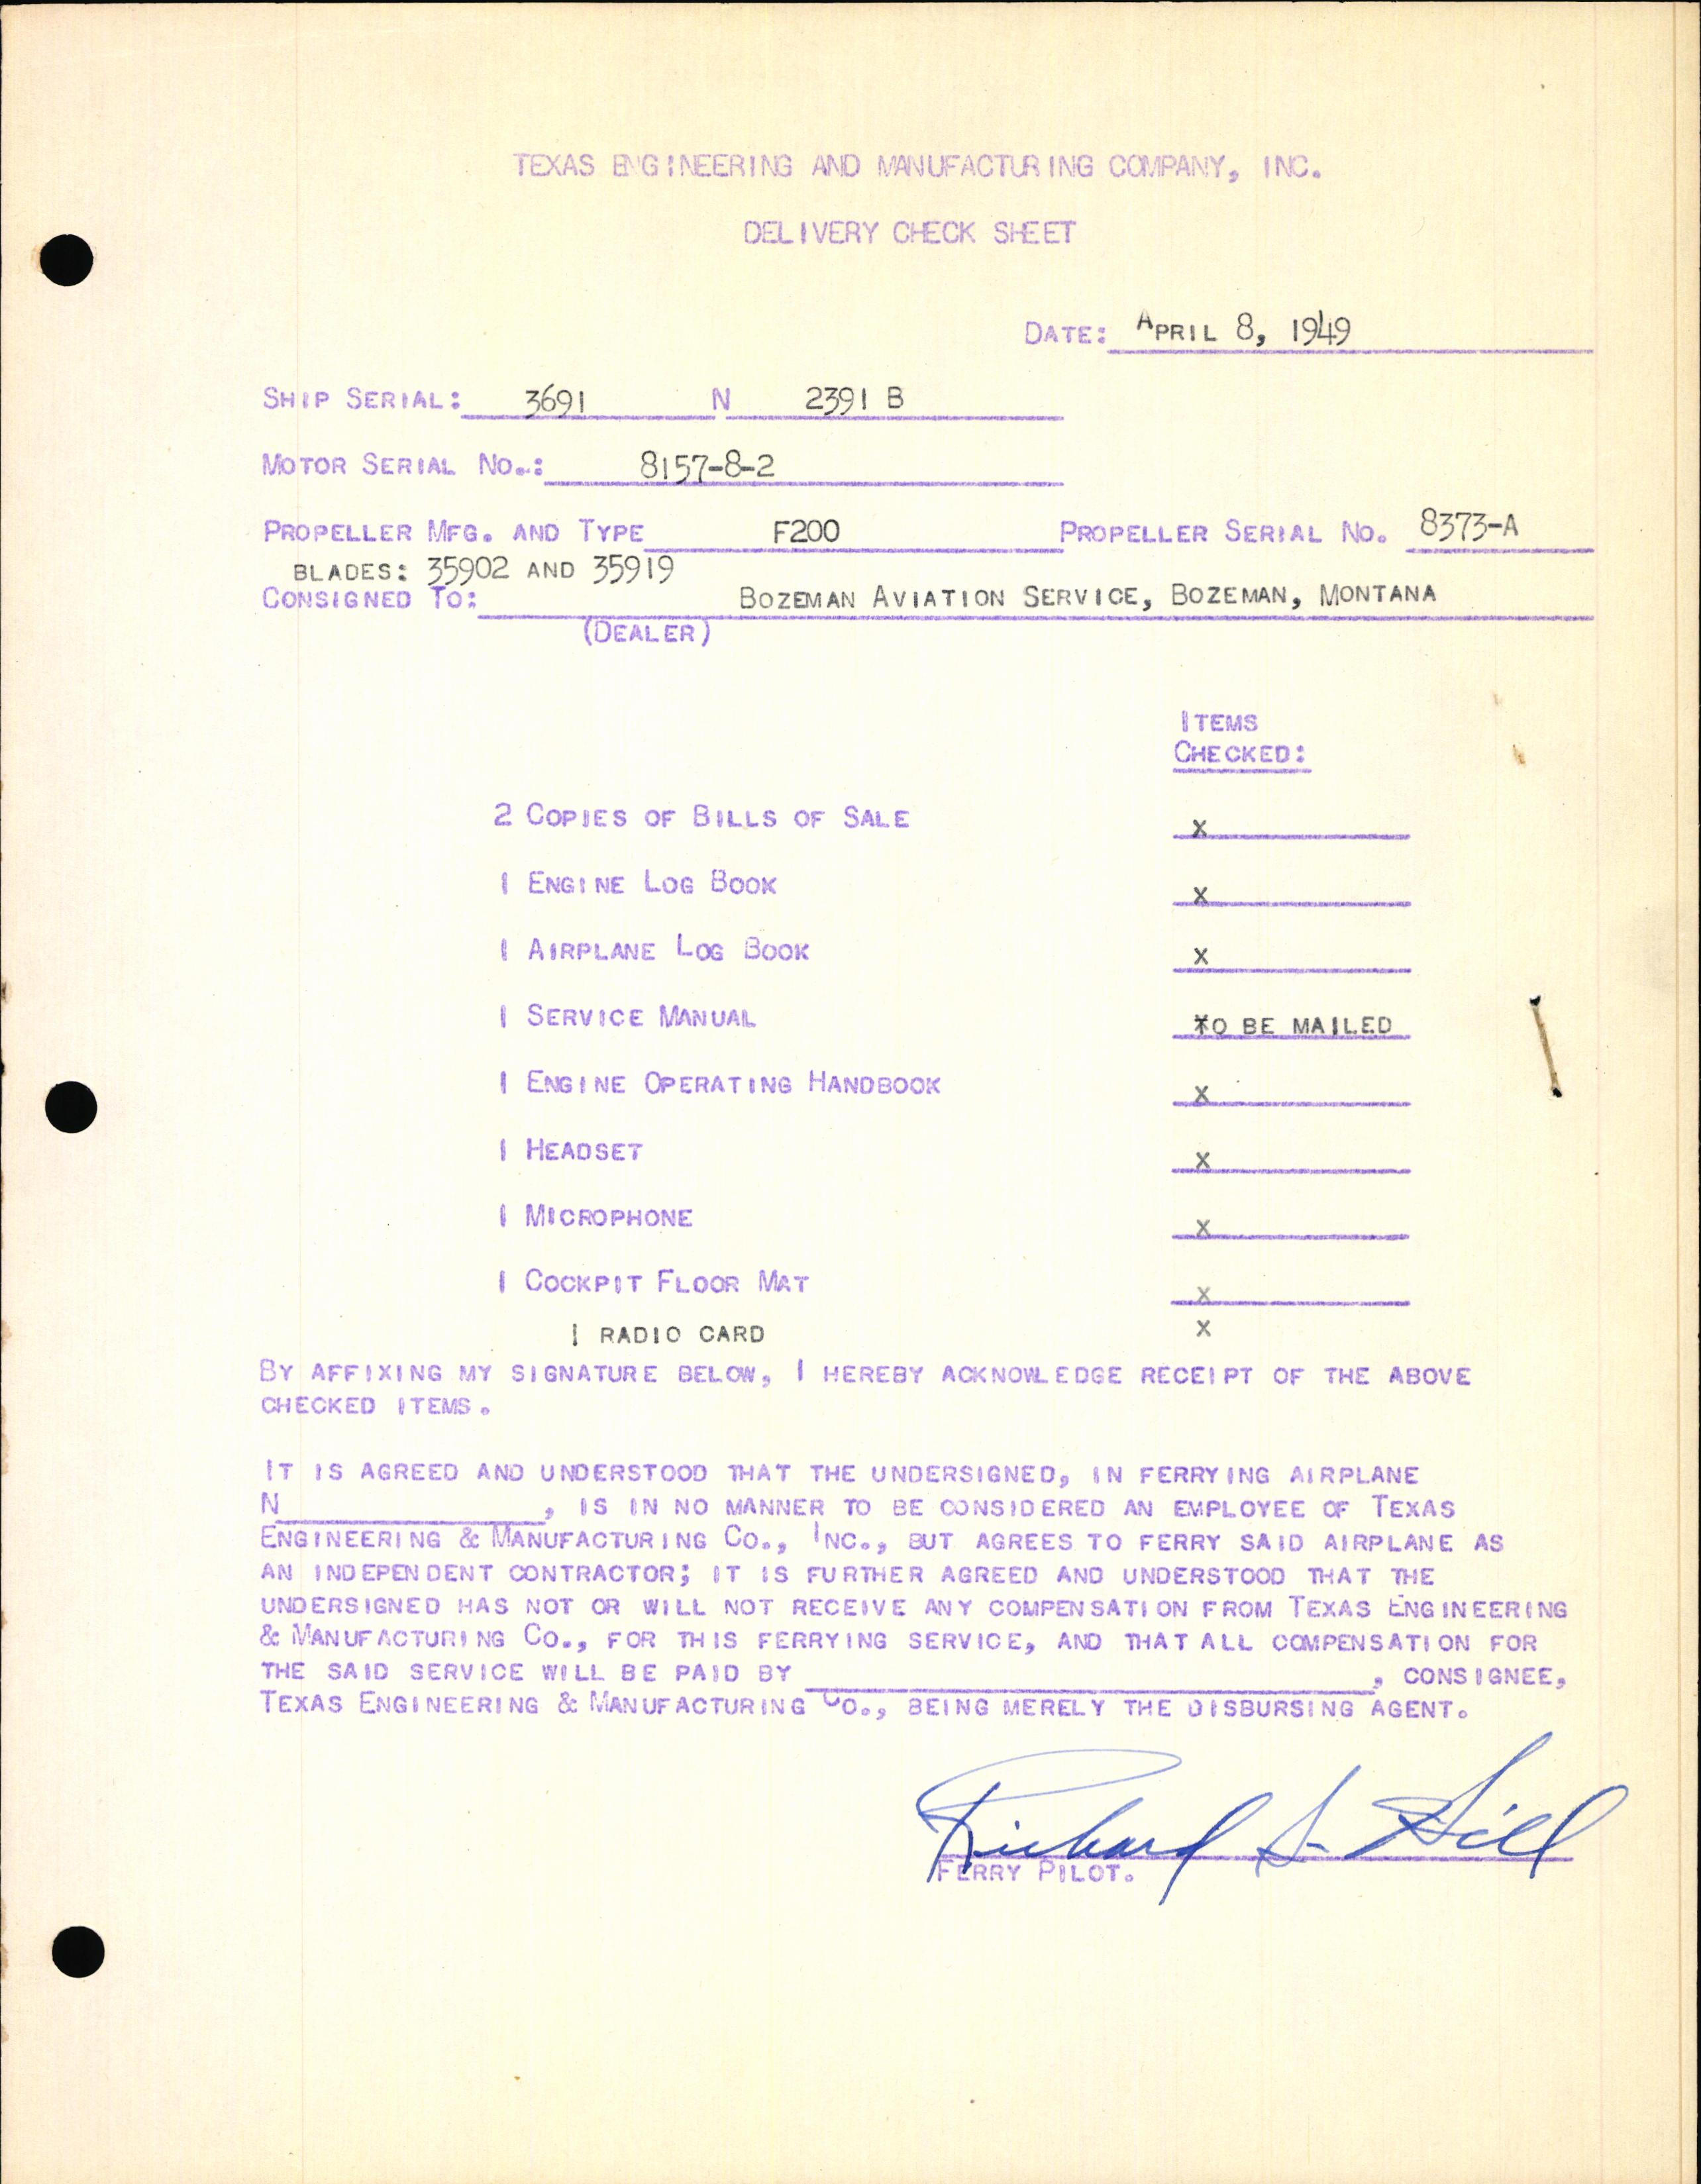 TEXAS ENGINEERING AND MANUFACTURING COMPANY, INC.
DELIVERY CHECK SHEET
DATE: APRIL 8, 1949
SHIP SERIAL: 3691 N 2391 B
MOTOR SERIAL NO.: 8157-8-2
PROPELLER MFG. AND TYPE F200 PROPELLER SERIAL NO. 8373-A
BLADES: 35902 AND 35919
CONSIGNED TO: BOZEMAN AVIATION SERVICE, BOZEMAN, MONTANA
(DEALER)
ITEMS
CHECKED:
2 COPIES OF BILLS OF SALE X
1 ENGINE LOG BOOK X
1 AIRPLANE LOG BOOK X
1 SERVICE MANUAL TO BE MAILED
1 ENGINE OPERATING HANDBOOK X
1 HEADSET X
1 MICROPHONE X
1 COCKPIT FLOOR MAT X
1 RADIO CARD X
BY AFFIXING MY SIGNATURE BELOW, I HEREBY ACKNOWLEDGE RECEIPT OF THE ABOVE
CHECKED ITEMS.
IT IS AGREED AND UNDERSTOOD THAT THE UNDERSIGNED, IN FERRYING AIRPLANE
N____________, IS IN NO MANNER TO BE CONSIDERED AN EMPLOYEE OF TEXAS
ENGINEERING & MANUFACTURING CO., INC., BUT AGREES TO FERRY SAID AIRPLANE AS
AN INDEPENDENT CONTRACTOR; IT IS FURTHER AGREED AND UNDERSTOOD THAT THE
UNDERSIGNED HAS NOT OR WILL NOT RECEIVE ANY COMPENSATION FROM TEXAS ENGINEERING
& MANUFACTURING CO., FOR THIS FERRYING SERVICE, AND THAT ALL COMPENSATION FOR
THE SAID SERVICE WILL BE PAID BY ____________________, CONSIGNEE,
TEXAS ENGINEERING & MANUFACTURING CO., BEING MERELY THE DISBURSING AGENT.
Richard S. Hill
FERRY PILOT.